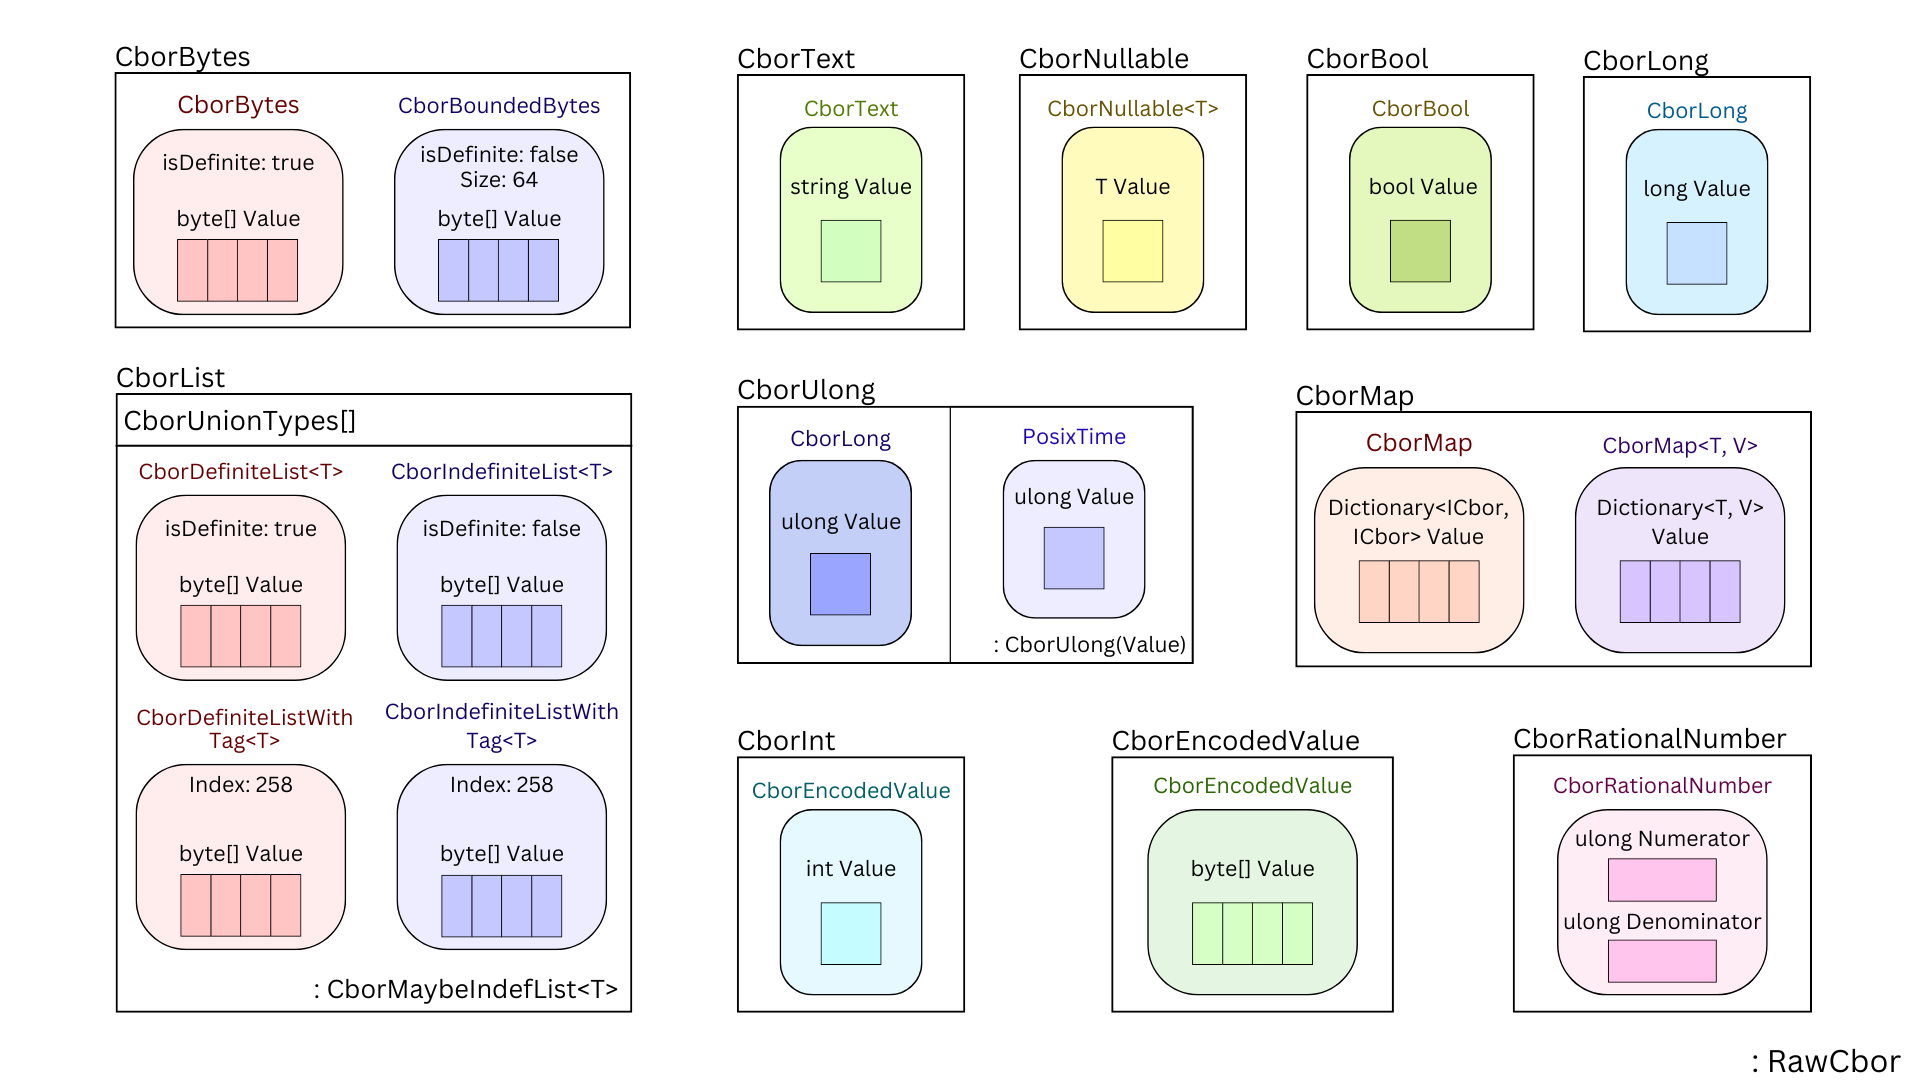 CborBytes
CborBytes
isDefinite: true
byte[] Value
CborBoundedBytes
isDefinite: false
Size: 64
byte[] Value
CborText
CborText
string Value
CborNullable
CborNullable<T>
T Value
CborBool
CborBool
bool Value
CborLong
CborLong
long Value
CborList
CborUnionTypes[]
CborDefiniteList<T>
isDefinite: true
byte[] Value
CborIndefiniteList<T>
isDefinite: false
byte[] Value
CborDefiniteListWith
Tag<T>
Index: 258
byte[] Value
CborIndefiniteListWith
Tag<T>
Index: 258
byte[] Value
: CborMaybeIndefList<T>
CborUlong
CborLong
ulong Value
PosixTime
ulong Value
: CborUlong(Value)
CborMap
CborMap
Dictionary<ICbor,
ICbor> Value
CborMap<T, V>
Dictionary<T, V>
Value
CborInt
CborEncodedValue
int Value
CborEncodedValue
CborEncodedValue
byte[] Value
CborRationalNumber
CborRationalNumber
ulong Numerator
ulong Denominator
: RawCbor